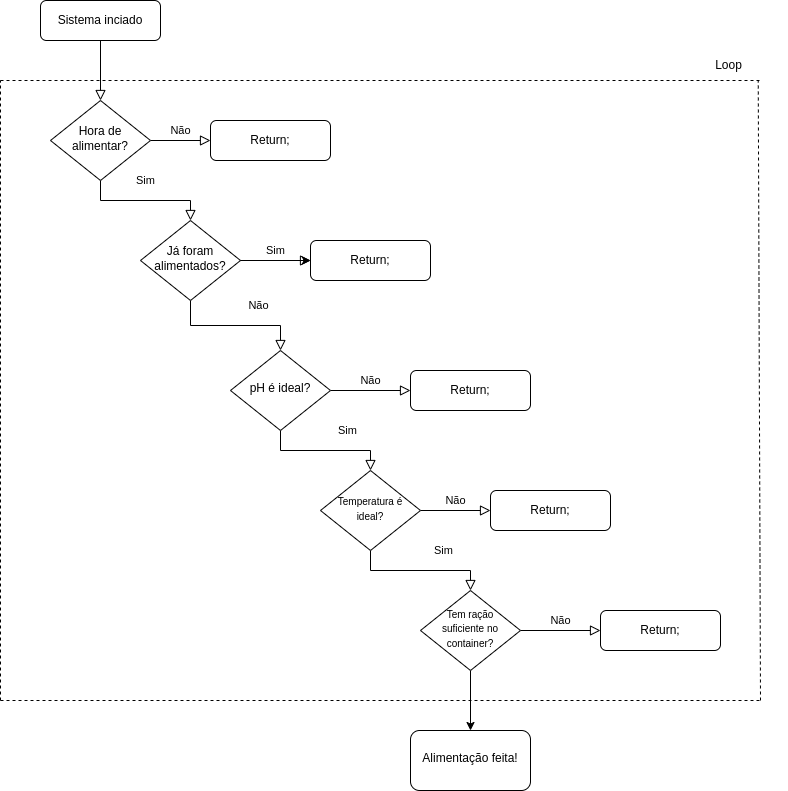 Sistema inciado
Loop
Hora de
alimentar?
Não
Return;
Sim
Já foram
alimentados?
Sim
Return;
Não
pH é ideal?
Não
Return;
Sim
Temperatura é
ideal?
Não
Return;
Sim
Tem ração
suficiente no
container?
Não
Return;
Alimentação feita!